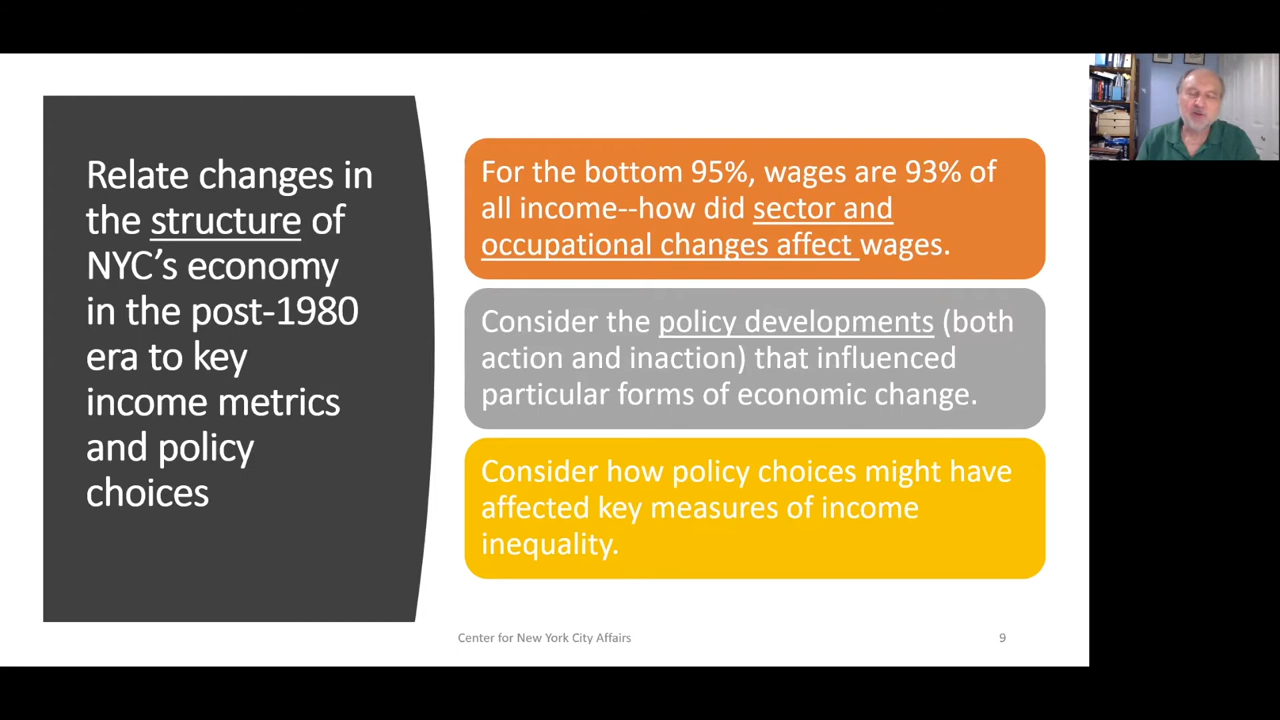 Relate changes in
the structure of
NYC’s economy
in the post-1980
era to key
income metrics
and policy
choices
For the bottom 95%, wages are 93% of
all income--how did sector and
occupational changes affect wages.
Consider the policy developments (both
action and inaction) that influenced
particular forms of economic change.
Consider how policy choices might have
affected key measures of income
inequality.
Center for New York City Affairs
9